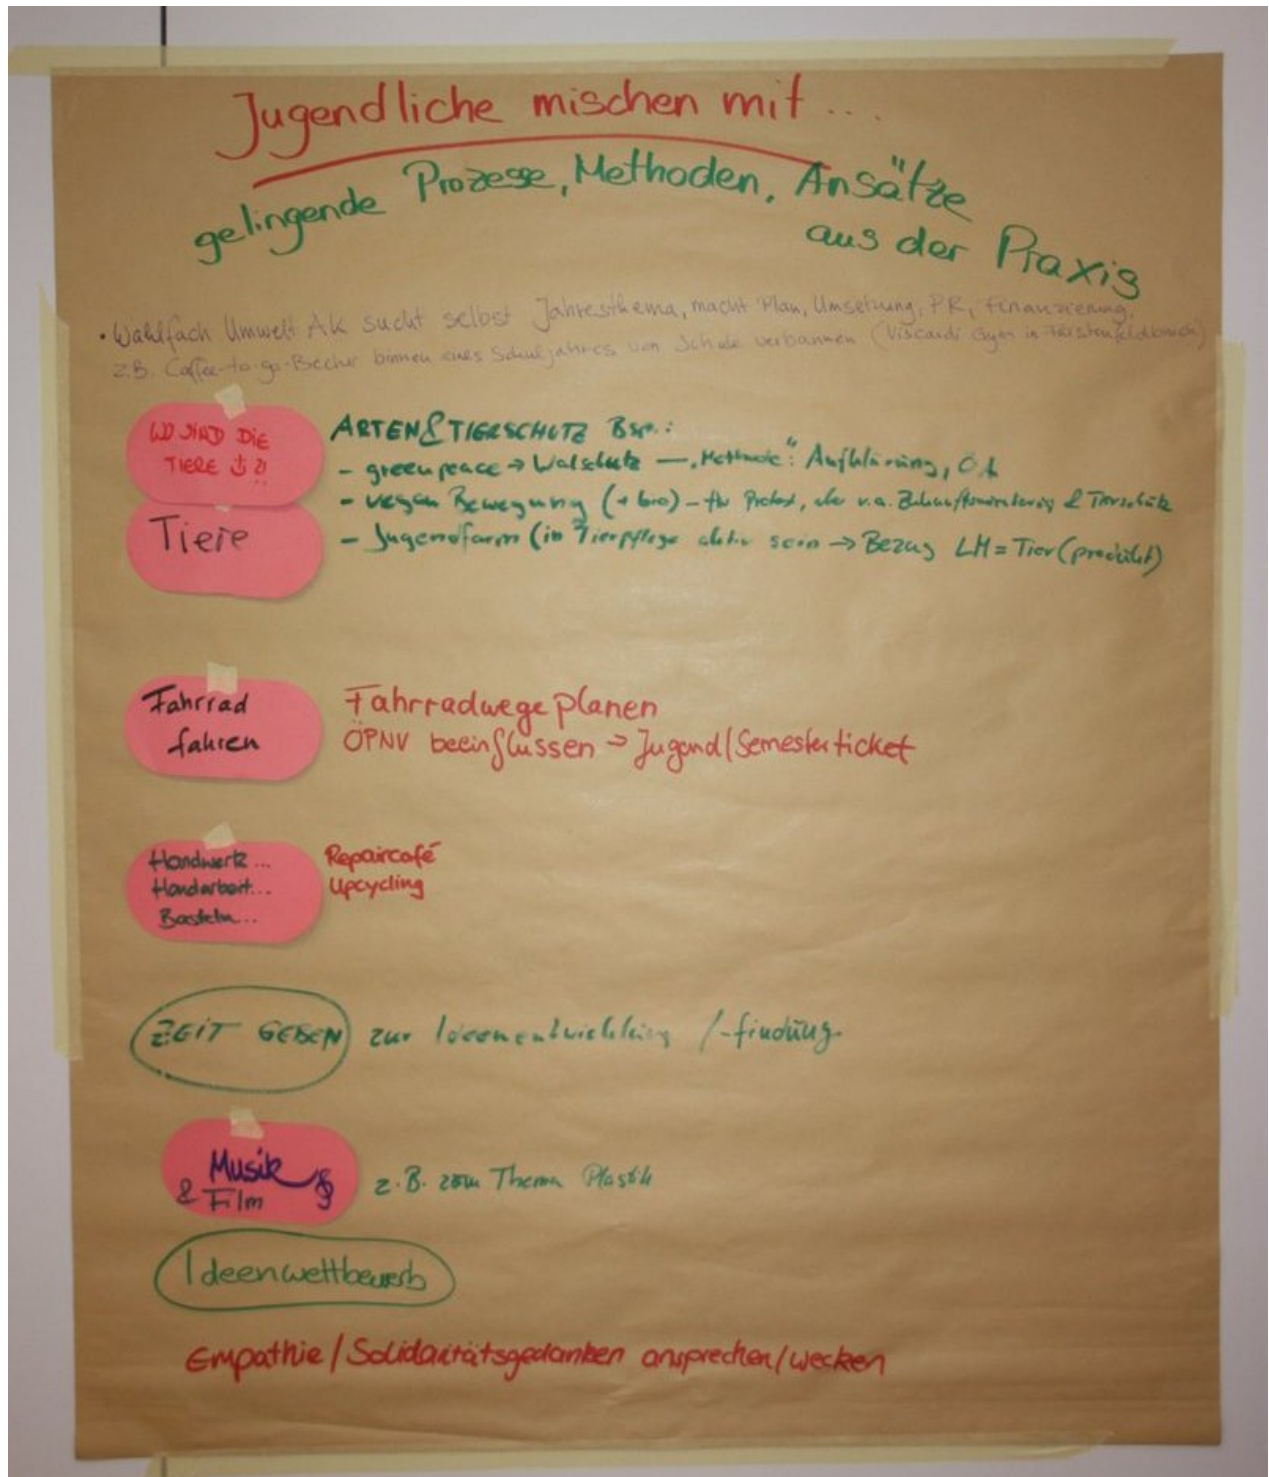 Jugendliche mischen mit...
gelingende Prozesse, Methoden, Ansätze
aus der Praxis
• Wahlfach Umwelt AK sucht selbst Jahresthema, macht Plan, Umsetzung, PR, Finanzierung,
z.B. Coffee-to-go-Becher binnen eines Schuljahres von Schule verbannen (Viscardi Gym in Fürstenfeldbruck)
WO SIND DIE
TIERE
Tiere
ARTEN & TIERSCHUTZ Bsp.:
- greenpeace → Walschutz — "Methode": Aufklärung, ÖA
- vegan Bewegung (+ bio) - Protest, aber v.a. & Tierschutz
- Jugendfarm (in Tierpflege aktiv sein → Bezug LM = Tier(produkt)
Fahrrad
fahren
Fahrradwege planen
ÖPNV beeinflussen → Jugend/Semesterticket
Handwerk...
Handarbeit...
Basteln...
Repaircafé
Upcycling
ZEIT GEBEN zur Ideenentwicklung /-findung.
Musik
& Film
z.B. zum Thema Plastik
Ideenwettbewerb
Empathie/Solidaritätsgedanken ansprechen/wecken